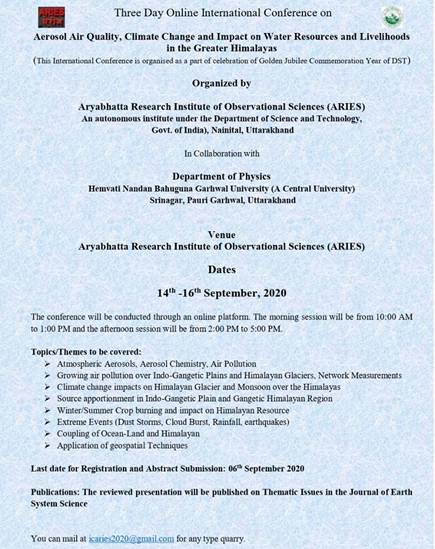 ARIES
Three Day Online International Conference on
Aerosol Air Quality, Climate Change and Impact on Water Resources and Livelihoods
in the Greater Himalayas
(This International Conference is organised as a part of celebration of Golden Jubilee Commemoration Year of DST)
Organized by
Aryabhatta Research Institute of Observational Sciences (ARIES)
An autonomous institute under the Department of Science and Technology,
Govt. of India), Nainital, Uttarakhand
In Collaboration with
Department of Physics
Hemvati Nandan Bahuguna Garhwal University (A Central University)
Srinagar, Pauri Garhwal, Uttarakhand
Venue
Aryabhatta Research Institute of Observational Sciences (ARIES)
Dates
14th -16th September, 2020
The conference will be conducted through an online platform. The morning session will be from 10:00 AM
to 1:00 PM and the afternoon session will be from 2:00 PM to 5:00 PM.
Topics/Themes to be covered:
➤ Atmospheric Aerosols, Aerosol Chemistry, Air Pollution
➤ Growing air pollution over Indo-Gangetic Plains and Himalayan Glaciers, Network Measurements
➤ Climate change impacts on Himalayan Glacier and Monsoon over the Himalayas
➤ Source apportionment in Indo-Gangetic Plain and Gangetic Himalayan Region
➤ Winter/Summer Crop burning and impact on Himalayan Resource
➤ Extreme Events (Dust Storms, Cloud Burst, Rainfall, earthquakes)
➤ Coupling of Ocean-Land and Himalayan
➤ Application of geospatial Techniques
Last date for Registration and Abstract Submission: 06th September 2020
Publications: The reviewed presentation will be published on Thematic Issues in the Journal of Earth
System Science
You can mail at icaries2020@gmail.com for any type quarry.